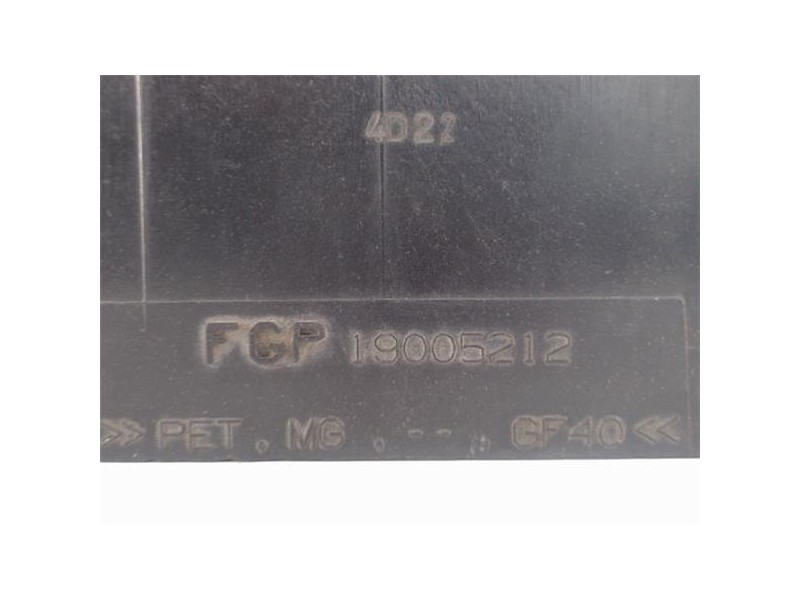 4D22
FCP 19005212
>> PET . MG . -- . GF40 <<